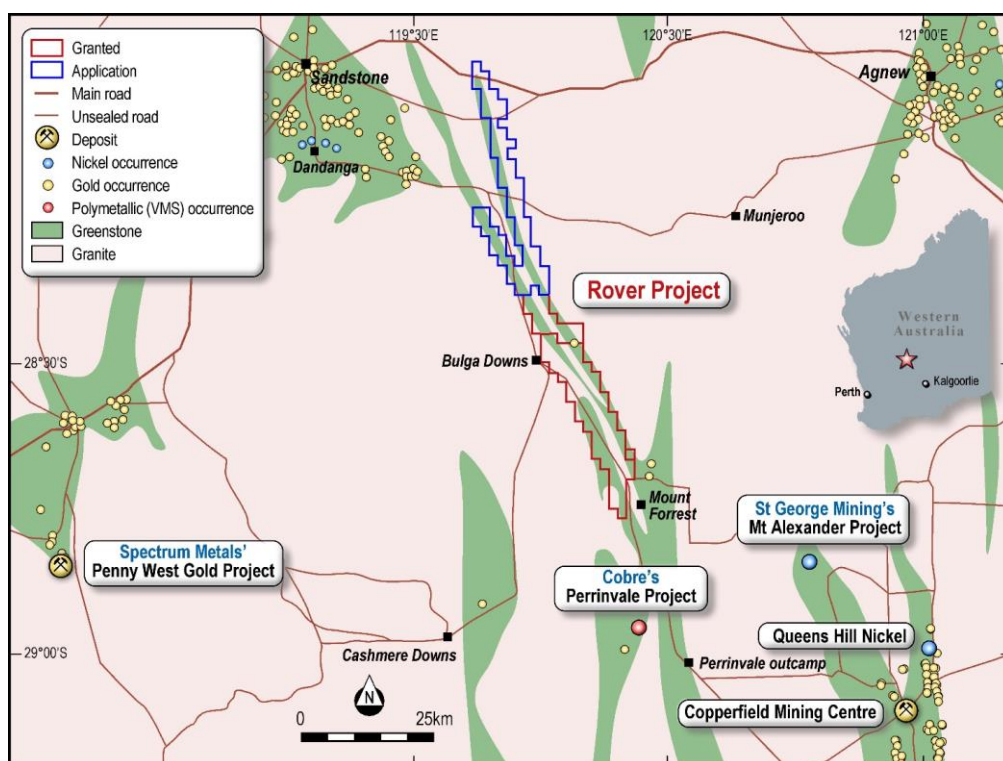 119°30'E
120°30'E
121°00'E
Granted
Application
Main road
Unsealed road
Deposit
Nickel occurrence
Gold occurrence
Polymetallic (VMS) occurrence
Greenstone
Granite
Sandstone
Dandanga
Agnew
Munjeroo
Rover Project
Western
Australia
Perth
Kalgoorlie
28°30'S
Bulga Downs
Mount
Forrest
St George Mining's
Mt Alexander Project
Spectrum Metals'
Penny West Gold Project
Cobre's
Perrinvale Project
Queens Hill Nickel
29°00'S
Cashmere Downs
Perrinvale outcamp
Copperfield Mining Centre
N
0 25km